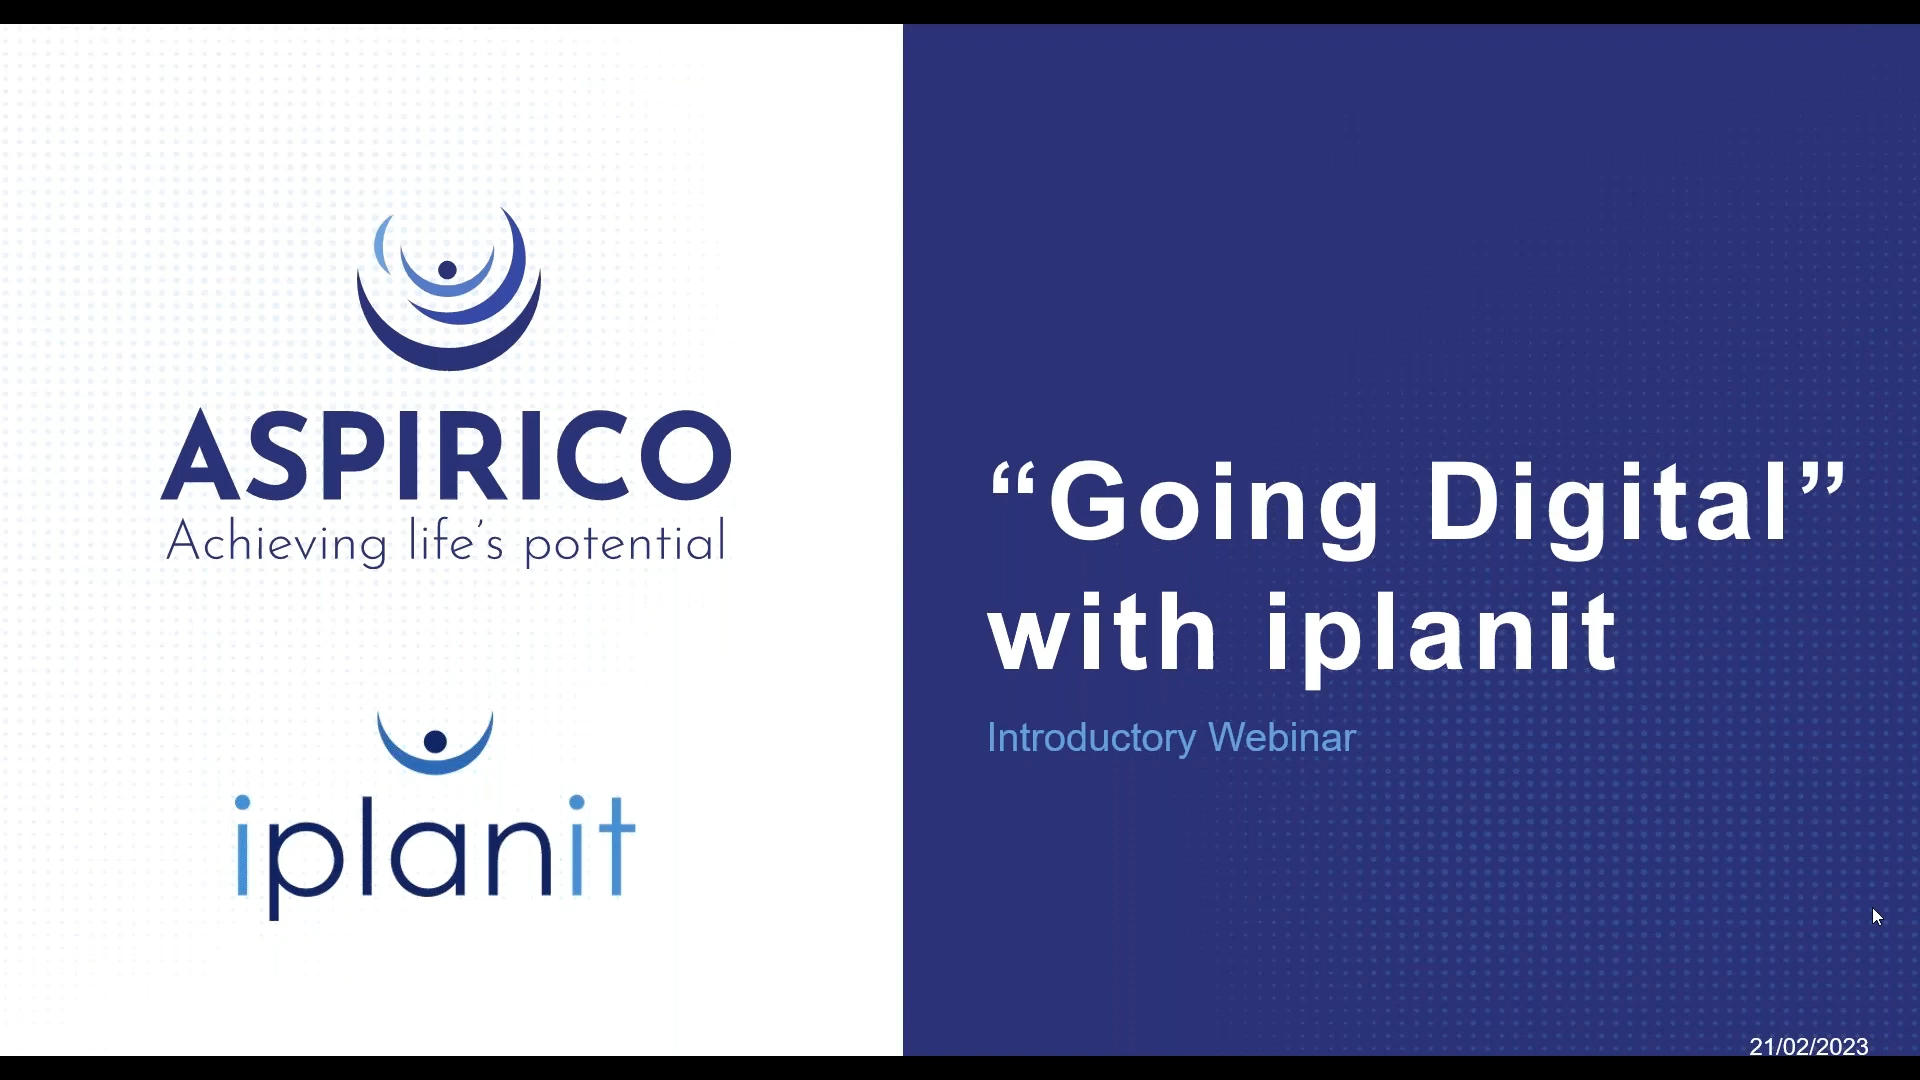 ASPIRICO
Achieving life's potential
iplanit
“Going Digital”
with iplanit
Introductory Webinar
21/02/2023